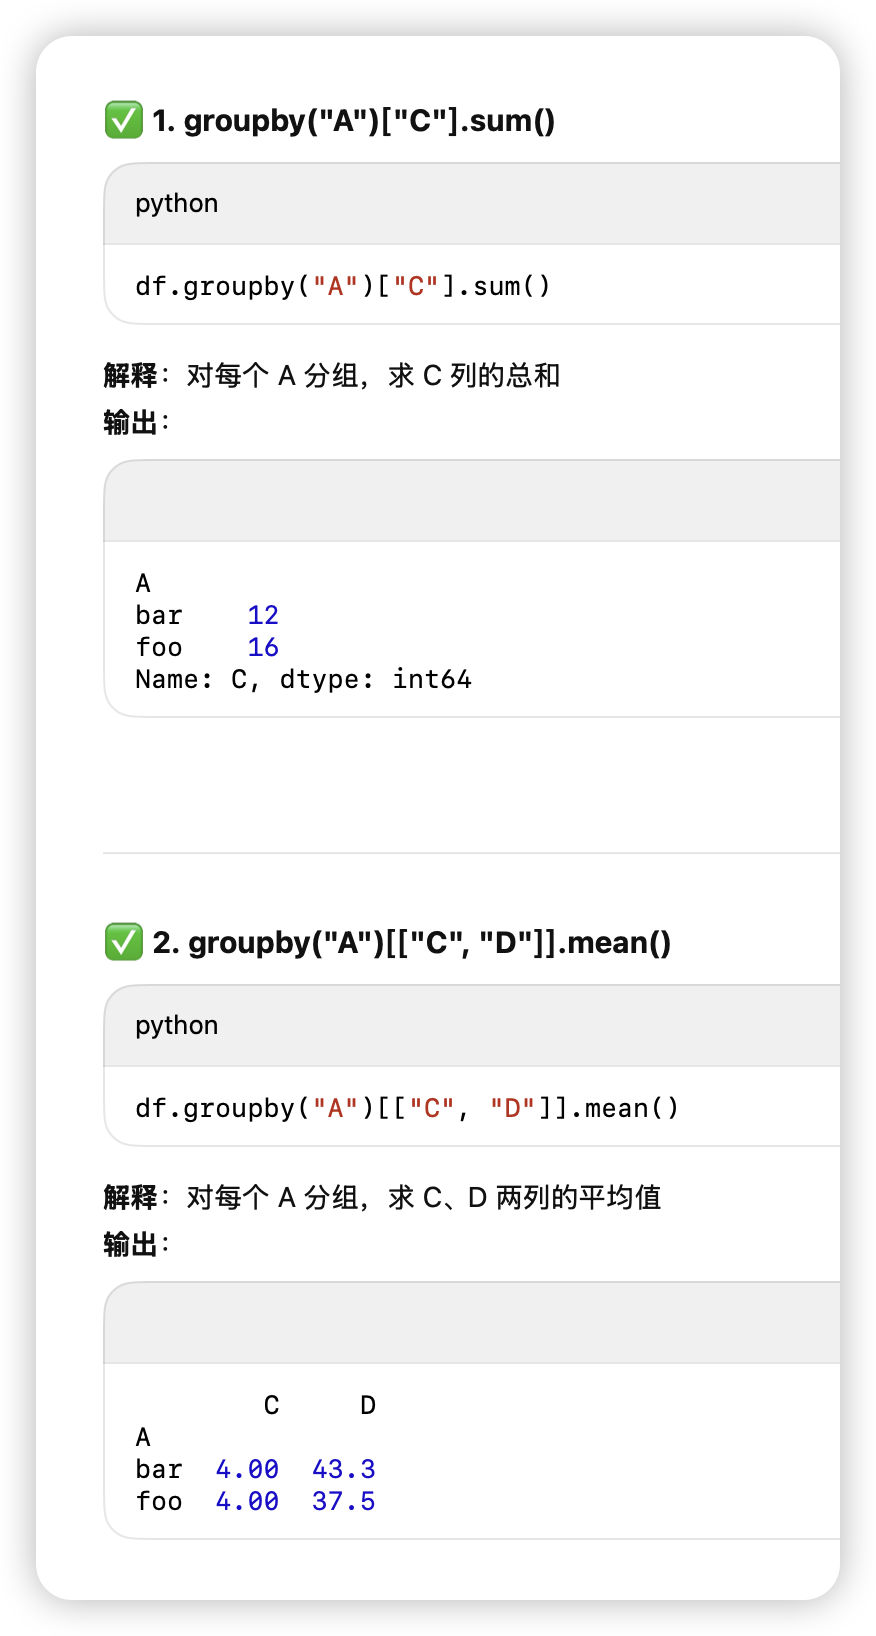 ✅ 1. groupby("A")["C"].sum()
python
df.groupby("A")["C"].sum()
解释：对每个 A 分组，求 C 列的总和
输出：
A
bar    12
foo    16
Name: C, dtype: int64
✅ 2. groupby("A")[["C", "D"]].mean()
python
df.groupby("A")[["C", "D"]].mean()
解释：对每个 A 分组，求 C、D 两列的平均值
输出：
        C     D
A
bar  4.00  43.3
foo  4.00  37.5